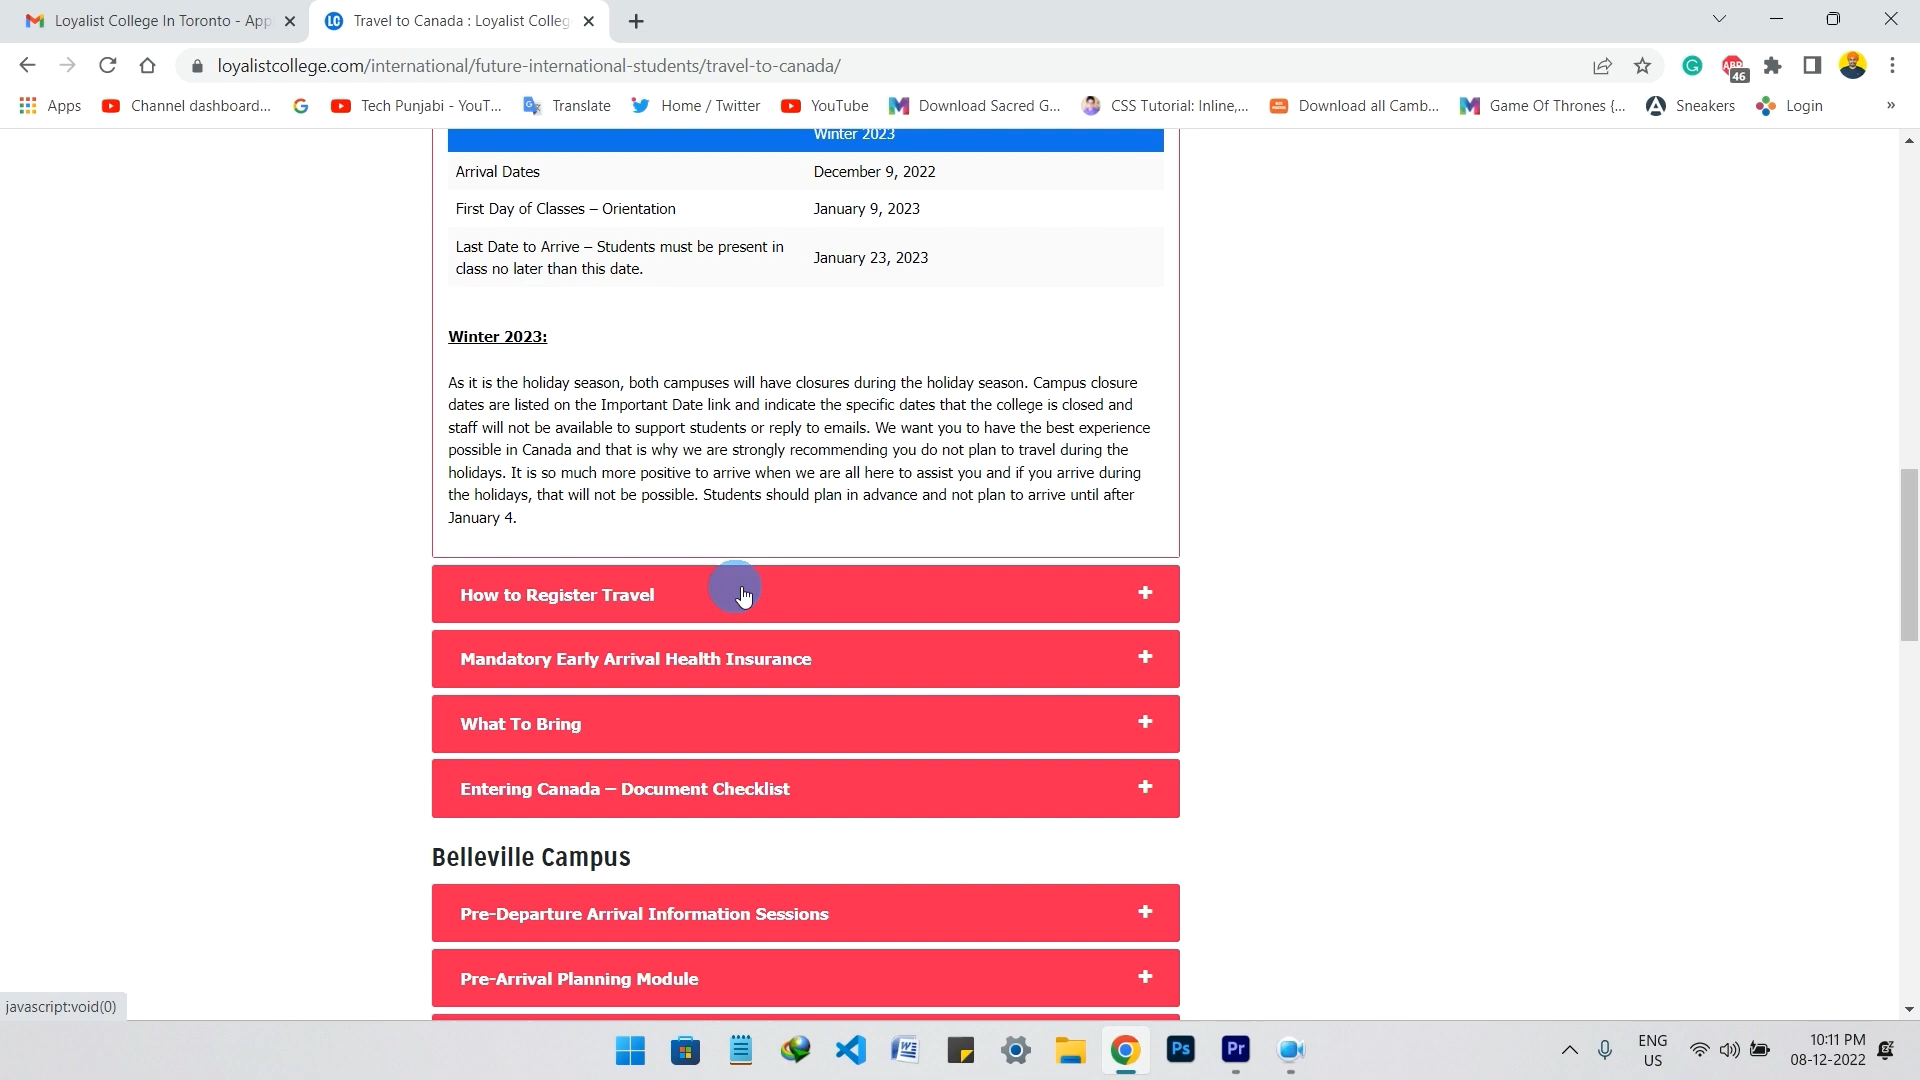 Loyalist College In Toronto - App
Travel to Canada : Loyalist Colleg
loyalistcollege.com/international/future-international-students/travel-to-canada/
ABP
46
Apps
Channel dashboard...
Tech Punjabi - YouT...
Translate
Home / Twitter
YouTube
Download Sacred G...
CSS Tutorial: Inline,...
Download all Camb...
Game Of Thrones {...
Sneakers
Login
»
Winter 2023
Arrival Dates December 9, 2022
First Day of Classes – Orientation January 9, 2023
Last Date to Arrive – Students must be present in
class no later than this date.
January 23, 2023
Winter 2023:
As it is the holiday season, both campuses will have closures during the holiday season. Campus closure
dates are listed on the Important Date link and indicate the specific dates that the college is closed and
staff will not be available to support students or reply to emails. We want you to have the best experience
possible in Canada and that is why we are strongly recommending you do not plan to travel during the
holidays. It is so much more positive to arrive when we are all here to assist you and if you arrive during
the holidays, that will not be possible. Students should plan in advance and not plan to arrive until after
January 4.
How to Register Travel +
Mandatory Early Arrival Health Insurance +
What To Bring +
Entering Canada – Document Checklist +
Belleville Campus
Pre-Departure Arrival Information Sessions +
Pre-Arrival Planning Module +
javascript:void(0)
Ps
Pr
ENG
US
10:11 PM
08-12-2022